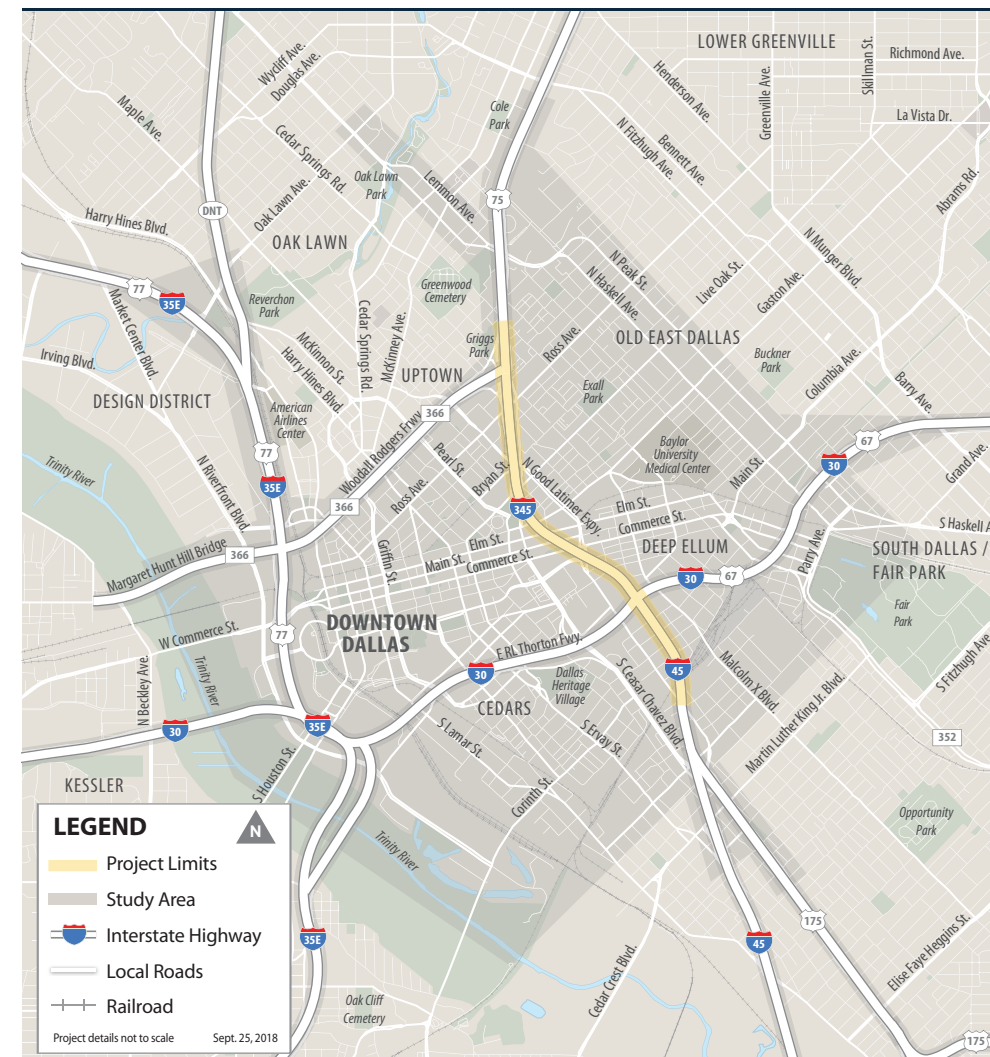 LOWER GREENVILLE
Richmond Ave.
Skillman St.
Greenville Ave.
La Vista Dr.
Wycliff Ave.
Douglas Ave.
Henderson Ave.
Maple Ave.
Cole
Park
N Fitzhugh Ave.
Bennett Ave.
Cedar Springs Rd.
Oak Lawn
Park
Lemmon Ave.
Abrams Rd.
Oak Lawn Ave.
75
DNT
Harry Hines Blvd.
OAK LAWN
N Munger Blvd.
N Peak St.
N Haskell Ave.
Live Oak St.
Gaston Ave.
77
35E
Greenwood
Cemetery
Reverchon
Park
Market Center Blvd.
Cedar Springs Rd.
McKinney Ave.
McKinnon St.
Harry Hines Blvd.
Griggs
Park
Ross Ave.
OLD EAST DALLAS
Buckner
Park
Irving Blvd.
UPTOWN
Exall
Park
Columbia Ave.
Barry Ave.
DESIGN DISTRICT
American
Airlines
Center
366
Woodall Rodgers Frwy.
Baylor
University
Medical Center
67
77
Trinity River
N Riverfront Blvd.
Pearl St.
Bryan St.
N Good Latimer Expy.
Main St.
30
Grand Ave.
35E
Ross Ave.
366
345
Elm St.
Commerce St.
S Haskell A
Margaret Hunt Hill Bridge
366
Griffin St.
Main St.
Elm St.
Commerce St.
DEEP ELLUM
Parry Ave.
SOUTH DALLAS /
FAIR PARK
30
67
Fair
Park
W Commerce St.
77
DOWNTOWN
DALLAS
E RL Thorton Fwy.
N Beckley Ave.
Trinity River
30
Dallas
Heritage
Village
S Ceasar Chavez Blvd.
45
Malcolm X Blvd.
S Fitzhugh Ave.
CEDARS
Martin Luther King Jr. Blvd.
30
35E
S Lamar St.
S Ervay St.
352
KESSLER
S Houston St.
Corinth St.
Opportunity
Park
Trinity River
175
35E
45
Elise Faye Heggins St.
Cedar Crest Blvd.
Oak Cliff
Cemetery
175
LEGEND
N
Project Limits
Study Area
Interstate Highway
Local Roads
Railroad
Project details not to scale
Sept. 25, 2018